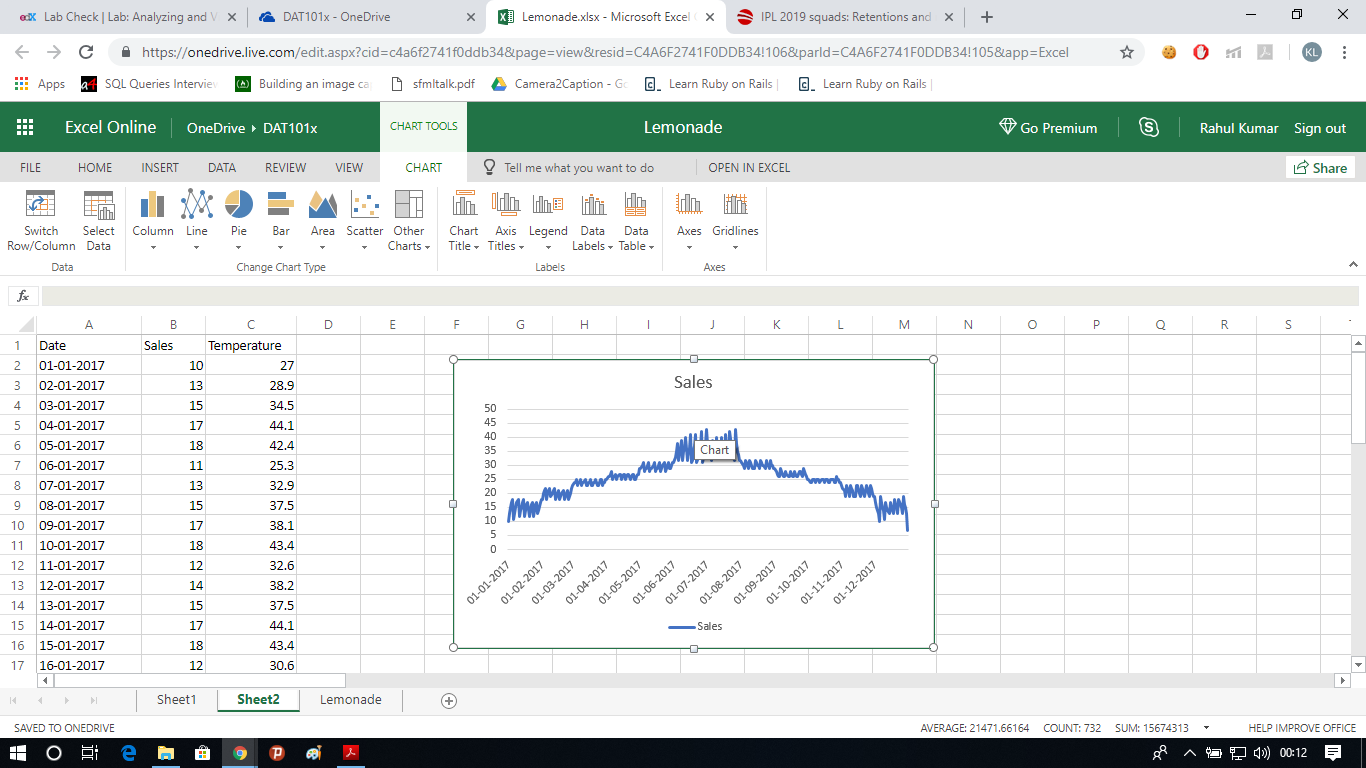 edX Lab Check | Lab: Analyzing and V
DAT101x - OneDrive
Lemonade.xlsx - Microsoft Excel
IPL 2019 squads: Retentions and
https://onedrive.live.com/edit.aspx?cid=c4a6f2741f0ddb34&page=view&resid=C4A6F2741F0DDB34!106&parId=C4A6F2741F0DDB34!105&app=Excel
KL
Apps SQL Queries Interview Building an image ca sfmltalk.pdf Camera2Caption - Go Learn Ruby on Rails | Learn Ruby on Rails |
Excel Online OneDrive DAT101x CHART TOOLS Lemonade Go Premium Rahul Kumar Sign out
FILE HOME INSERT DATA REVIEW VIEW CHART Tell me what you want to do OPEN IN EXCEL Share
Switch Select Column Line Pie Bar Area Scatter Other Chart Axis Legend Data Data Axes Gridlines
Row/Column Data Charts Title Titles Labels Table
Data Change Chart Type Labels Axes
fx
A B C D E F G H I J K L M N O P Q R S
1 Date Sales Temperature
2 01-01-2017 10 27
3 02-01-2017 13 28.9
4 03-01-2017 15 34.5
5 04-01-2017 17 44.1
6 05-01-2017 18 42.4
7 06-01-2017 11 25.3
8 07-01-2017 13 32.9
9 08-01-2017 15 37.5
10 09-01-2017 17 38.1
11 10-01-2017 18 43.4
12 11-01-2017 12 32.6
13 12-01-2017 14 38.2
14 13-01-2017 15 37.5
15 14-01-2017 17 44.1
16 15-01-2017 18 43.4
17 16-01-2017 12 30.6
Sales
50
45
40
35
30
25
20
15
10
5
0
Chart
01-01-2017 01-02-2017 01-03-2017 01-04-2017 01-05-2017 01-06-2017 01-07-2017 01-08-2017 01-09-2017 01-10-2017 01-11-2017 01-12-2017
Sales
Sheet1 Sheet2 Lemonade
SAVED TO ONEDRIVE AVERAGE: 21471.66164 COUNT: 732 SUM: 15674313 HELP IMPROVE OFFICE
00:12